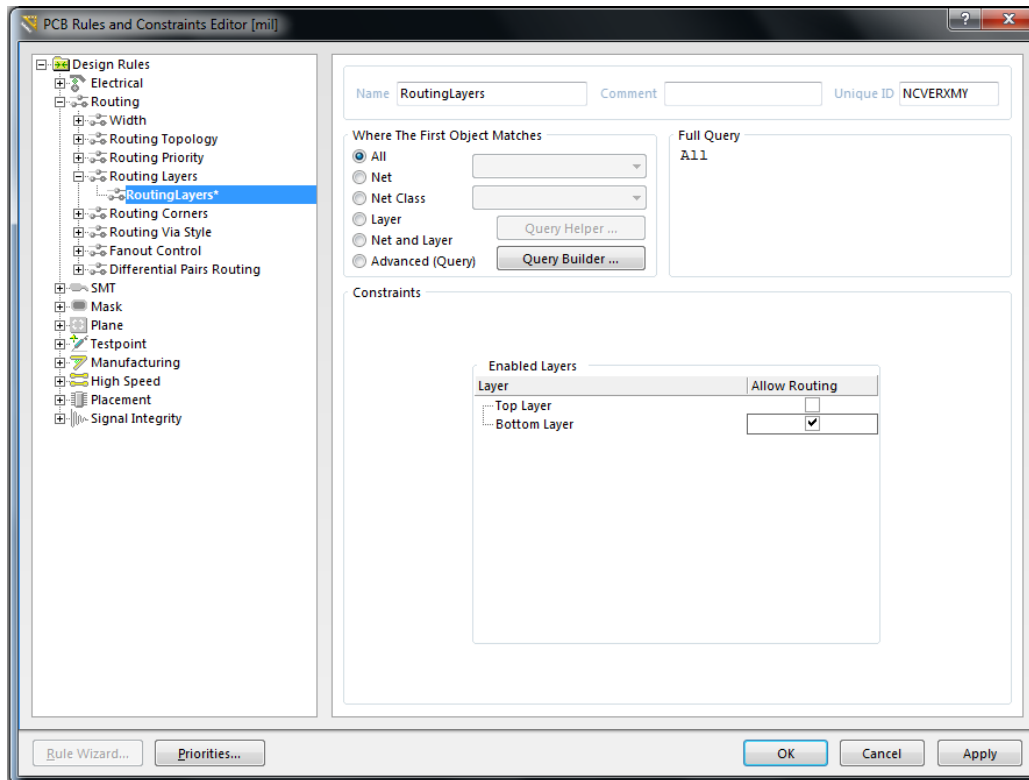 PCB Rules and Constraints Editor [mil]
Design Rules
Electrical
Routing
Width
Routing Topology
Routing Priority
Routing Layers
RoutingLayers*
Routing Corners
Routing Via Style
Fanout Control
Differential Pairs Routing
SMT
Mask
Plane
Testpoint
Manufacturing
High Speed
Placement
Signal Integrity
Name RoutingLayers Comment Unique ID NCVERXMY
Where The First Object Matches
All
Net
Net Class
Layer
Net and Layer
Advanced (Query)
Query Helper ...
Query Builder ...
Full Query
All
Constraints
Enabled Layers
Layer Allow Routing
Top Layer
Bottom Layer
Rule Wizard... Priorities... OK Cancel Apply